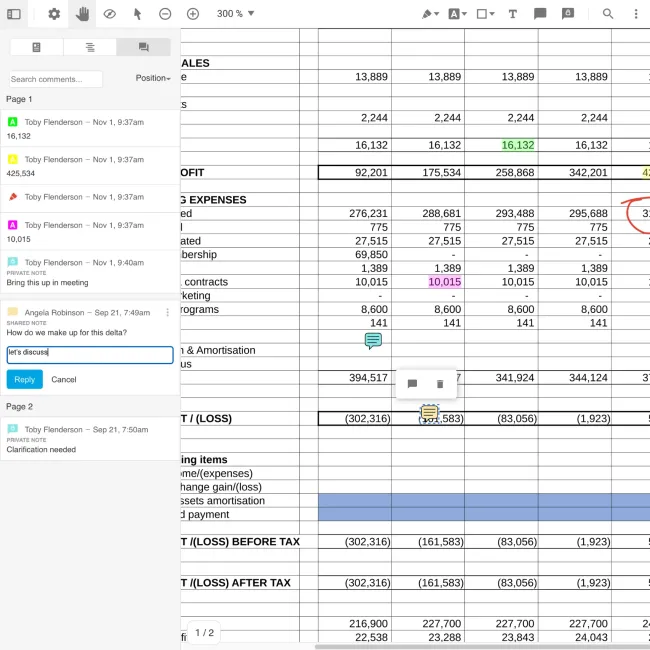 300 %
Search comments...
Position
Page 1
Toby Flenderson – Nov 1, 9:37am
16,132
Toby Flenderson – Nov 1, 9:37am
425,534
Toby Flenderson – Nov 1, 9:37am
Toby Flenderson – Nov 1, 9:37am
10,015
Toby Flenderson – Nov 1, 9:40am
PRIVATE NOTE
Bring this up in meeting
Angela Robinson – Sep 21, 7:49am
SHARED NOTE
How do we make up for this delta?
let's discuss
Reply Cancel
Page 2
Toby Flenderson – Sep 21, 7:50am
PRIVATE NOTE
Clarification needed
ALES
e 13,889 13,889 13,889 13,889
ts
2,244 2,244 2,244 2,244
16,132 16,132 16,132 16,132
OFIT 92,201 175,534 258,868 342,201 4
G EXPENSES
ed 276,231 288,681 293,488 295,688 3
l 775 775 775 775
ated 27,515 27,515 27,515 27,515 2
bership 69,850 - - -
1,389 1,389 1,389 1,389
contracts 10,015 10,015 10,015 10,015
rketing - - - -
rograms 8,600 8,600 8,600 8,600
141 141 141 141
n & Amortisation
us
394,517 7 341,924 344,124 3
T / (LOSS) (302,316) (161,583) (83,056) (1,923)
ing items
ome/(expenses)
hange gain/(loss)
ssets amortisation
d payment
T /(LOSS) BEFORE TAX (302,316) (161,583) (83,056) (1,923)
T /(LOSS) AFTER TAX (302,316) (161,583) (83,056) (1,923)
216,900 227,700 227,700 227,700 24
fi 22,538 23,288 23,843 24,043 2
1 / 2